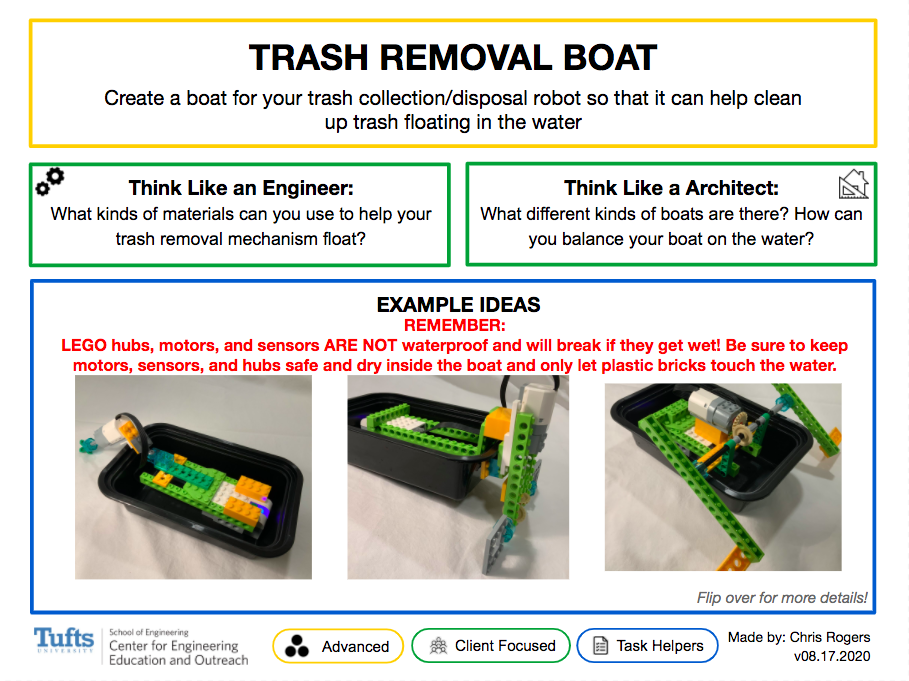 TRASH REMOVAL BOAT
Create a boat for your trash collection/disposal robot so that it can help clean
up trash floating in the water
Think Like an Engineer:
What kinds of materials can you use to help your
trash removal mechanism float?
Think Like a Architect:
What different kinds of boats are there? How can
you balance your boat on the water?
EXAMPLE IDEAS
REMEMBER:
LEGO hubs, motors, and sensors ARE NOT waterproof and will break if they get wet! Be sure to keep
motors, sensors, and hubs safe and dry inside the boat and only let plastic bricks touch the water.
Flip over for more details!
Tufts
UNIVERSITY
School of Engineering
Center for Engineering
Education and Outreach
Advanced
Client Focused
Task Helpers
Made by: Chris Rogers
v08.17.2020